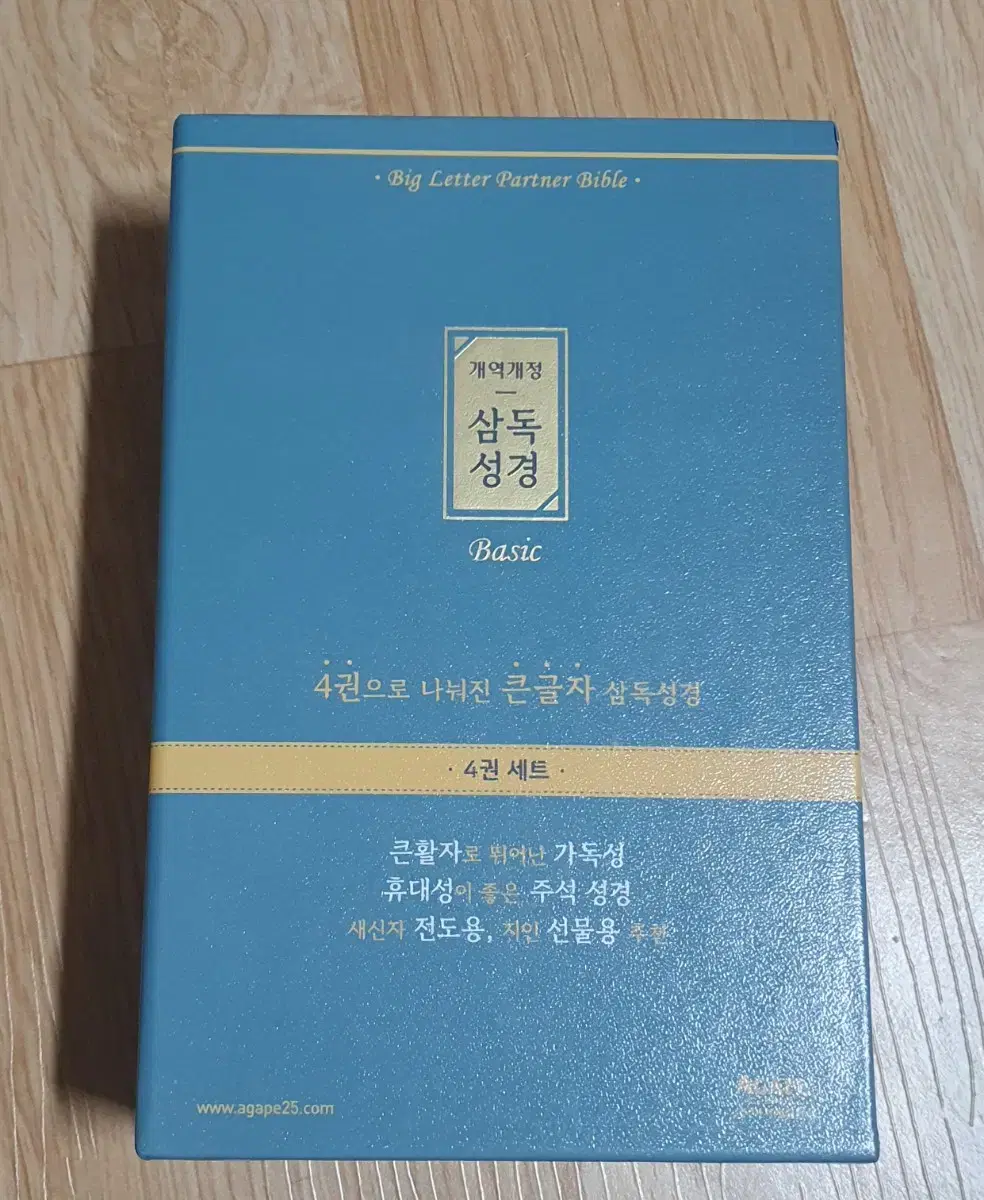 · Big Letter Partner Bible ·
개역개정
삼독
성경
Basic
4권으로 나눠진 큰글자 삼독성경
· 4권 세트 ·
큰활자로 뛰어난 가독성
휴대성이 좋은 주석 성경
새신자 전도용, 지인 선물용 추천
www.agape25.com